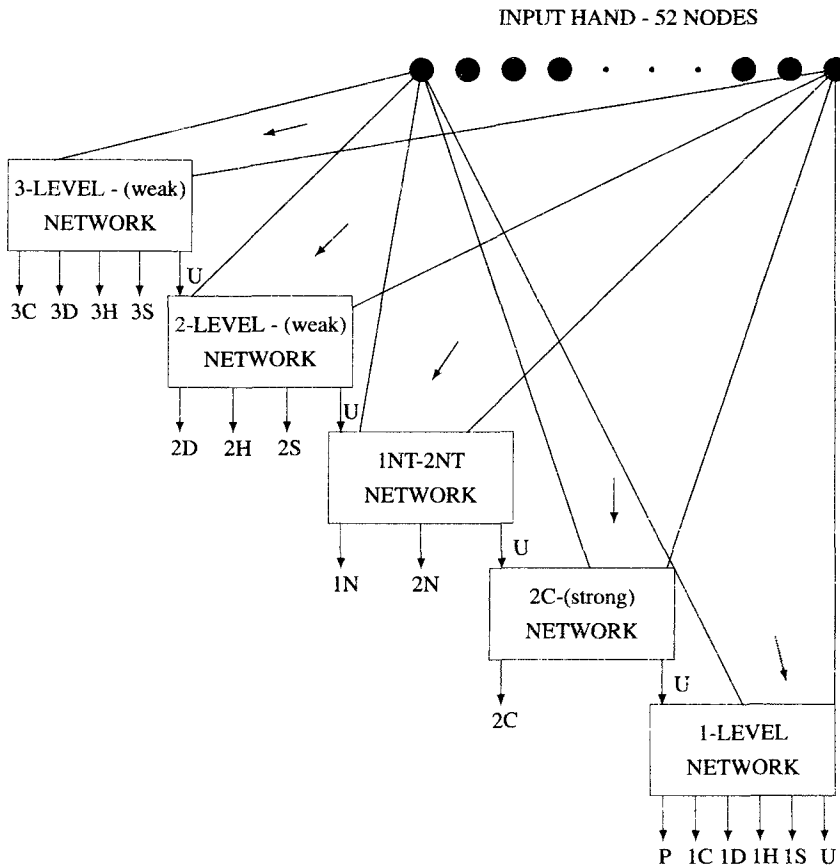 INPUT HAND - 52 NODES
3-LEVEL - (weak)
NETWORK
U
3C 3D 3H 3S
2-LEVEL - (weak)
NETWORK
U
2D 2H 2S
1NT-2NT
NETWORK
U
1N 2N
2C-(strong)
NETWORK
U
2C
1-LEVEL
NETWORK
P 1C 1D 1H 1S U